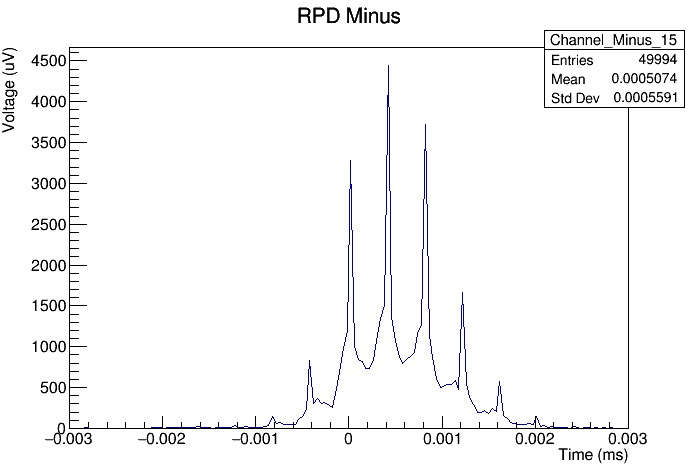 RPD Minus
Channel_Minus_15
Entries 49994
Mean 0.0005074
Std Dev 0.0005591
Voltage (uV)
4500
4000
3500
3000
2500
2000
1500
1000
500
0
−0.003 −0.002 −0.001 0 0.001 0.002 0.003
Time (ms)